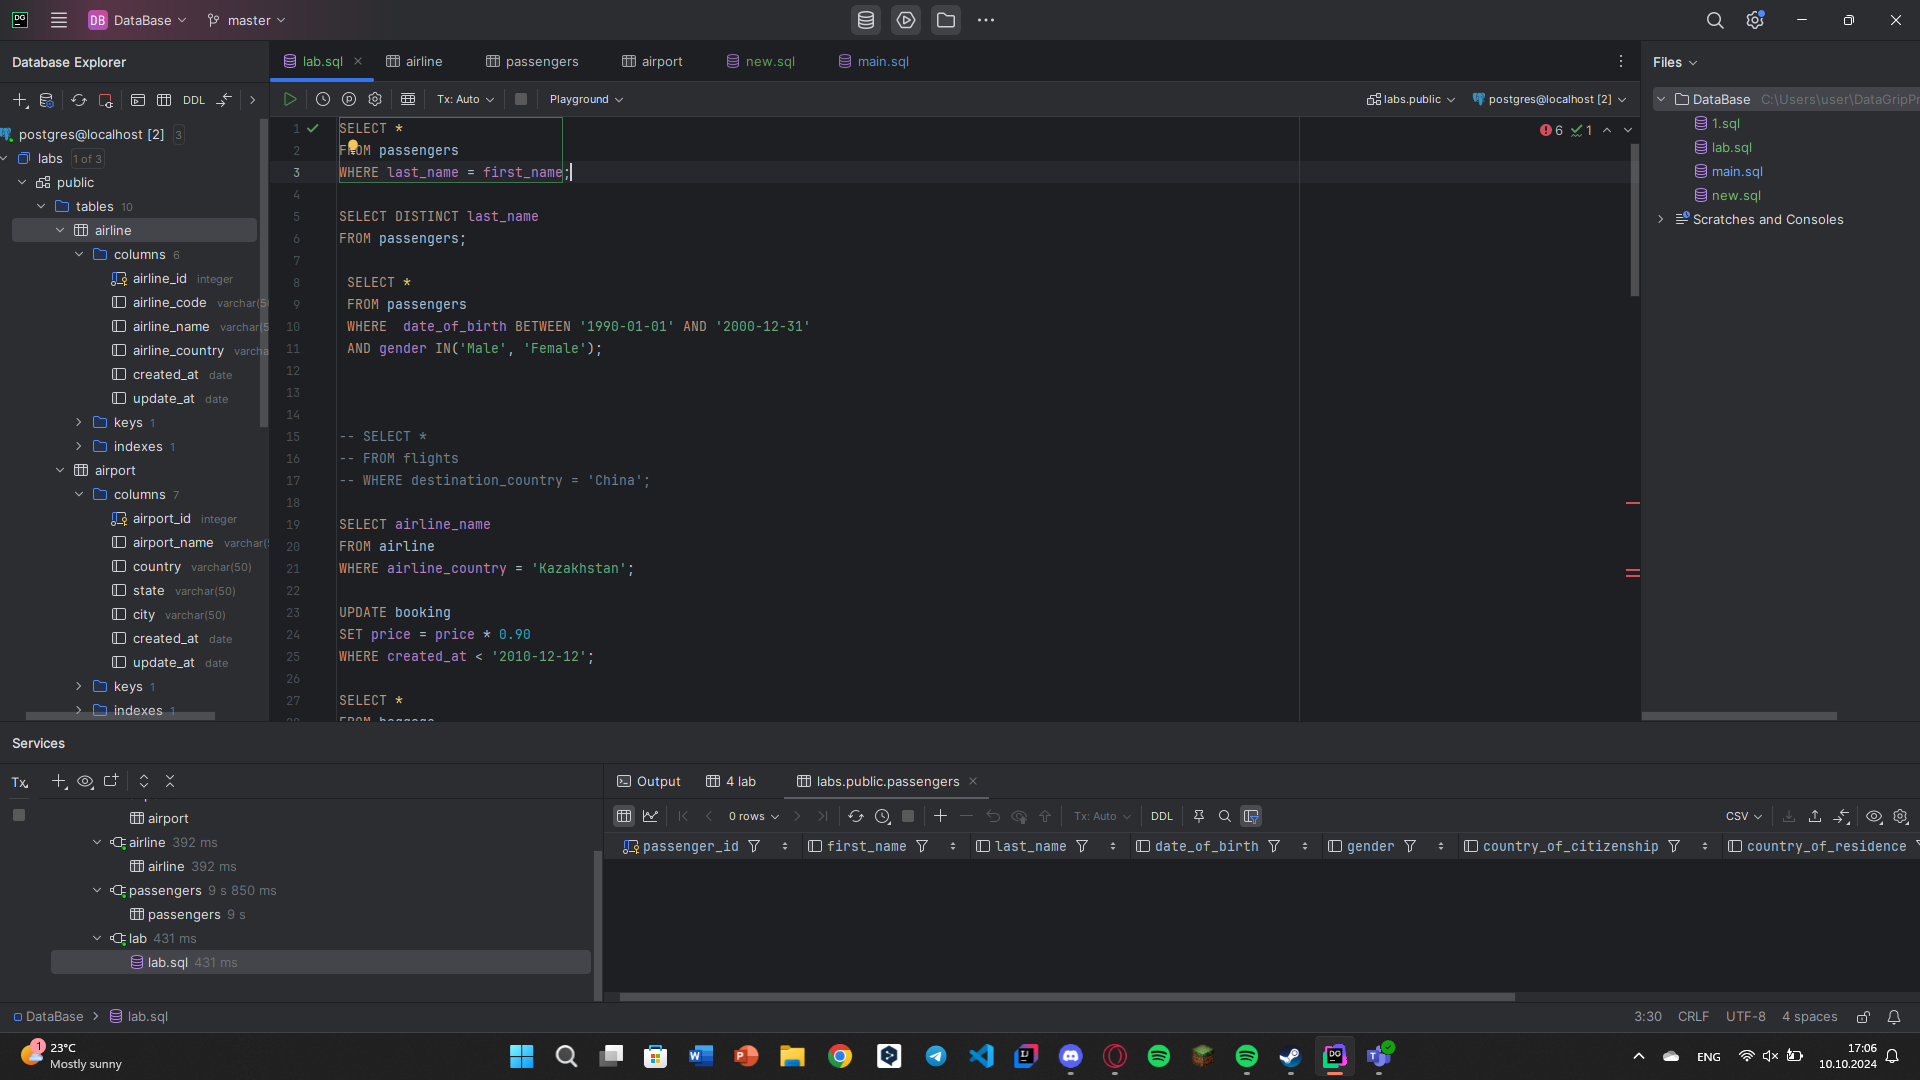 DG
DB DataBase
master
Database Explorer
lab.sql
airline
passengers
airport
new.sql
main.sql
Files
DDL
Tx: Auto
Playground
labs.public
postgres@localhost [2]
DataBase C:\Users\user\DataGripPr
1.sql
lab.sql
main.sql
new.sql
Scratches and Consoles
postgres@localhost [2] 3
labs 1 of 3
public
tables 10
airline
columns 6
airline_id integer
airline_code varchar(50
airline_name varchar(5
airline_country varcha
created_at date
update_at date
keys 1
indexes 1
airport
columns 7
airport_id integer
airport_name varchar(5
country varchar(50)
state varchar(50)
city varchar(50)
created_at date
update_at date
keys 1
indexes 1
6 1
1 SELECT *
2 FROM passengers
3 WHERE last_name = first_name;
4
5 SELECT DISTINCT last_name
6 FROM passengers;
7
8 SELECT *
9 FROM passengers
10 WHERE  date_of_birth BETWEEN '1990-01-01' AND '2000-12-31'
11 AND gender IN('Male', 'Female');
12
13
14
15 -- SELECT *
16 -- FROM flights
17 -- WHERE destination_country = 'China';
18
19 SELECT airline_name
20 FROM airline
21 WHERE airline_country = 'Kazakhstan';
22
23 UPDATE booking
24 SET price = price * 0.90
25 WHERE created_at < '2010-12-12';
26
27 SELECT *
Services
Tx
airport
airline 392 ms
airline 392 ms
passengers 9 s 850 ms
passengers 9 s
lab 431 ms
lab.sql 431 ms
Output
4 lab
labs.public.passengers
0 rows
Tx: Auto
DDL
CSV
passenger_id
first_name
last_name
date_of_birth
gender
country_of_citizenship
country_of_residence
DataBase
lab.sql
3:30 CRLF UTF-8 4 spaces
1
23°C
Mostly sunny
ENG
17:06
10.10.2024